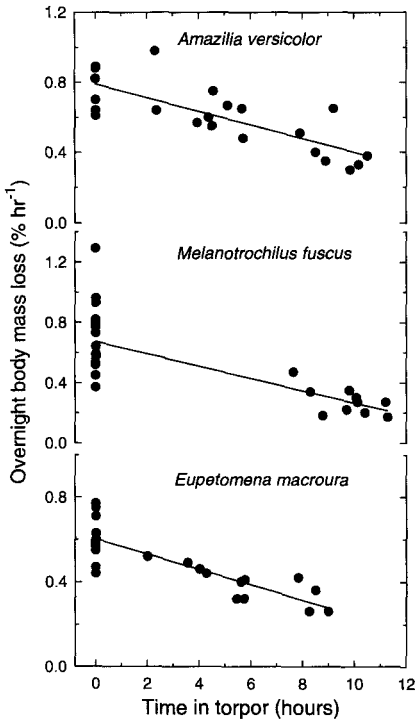 1.2
Amazilia versicolor
0.8
0.4
0.0
Overnight body mass loss (% hr⁻¹)
Melanotrochilus fuscus
1.2
0.8
0.4
0.0
Eupetomena macroura
0.8
0.4
0.0
0 2 4 6 8 10 12
Time in torpor (hours)